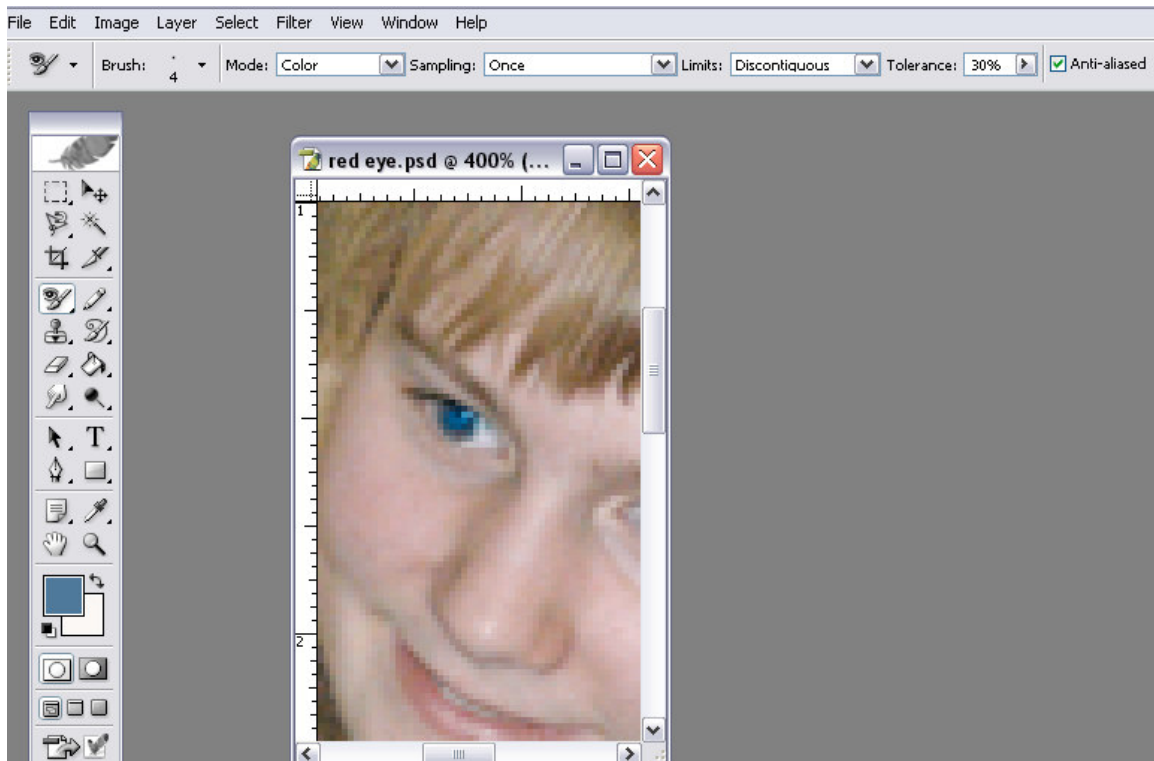 File Edit Image Layer Select Filter View Window Help
Brush: 4 Mode: Color Sampling: Once Limits: Discontiguous Tolerance: 30% Anti-aliased
red eye.psd @ 400% (...
1
T
2